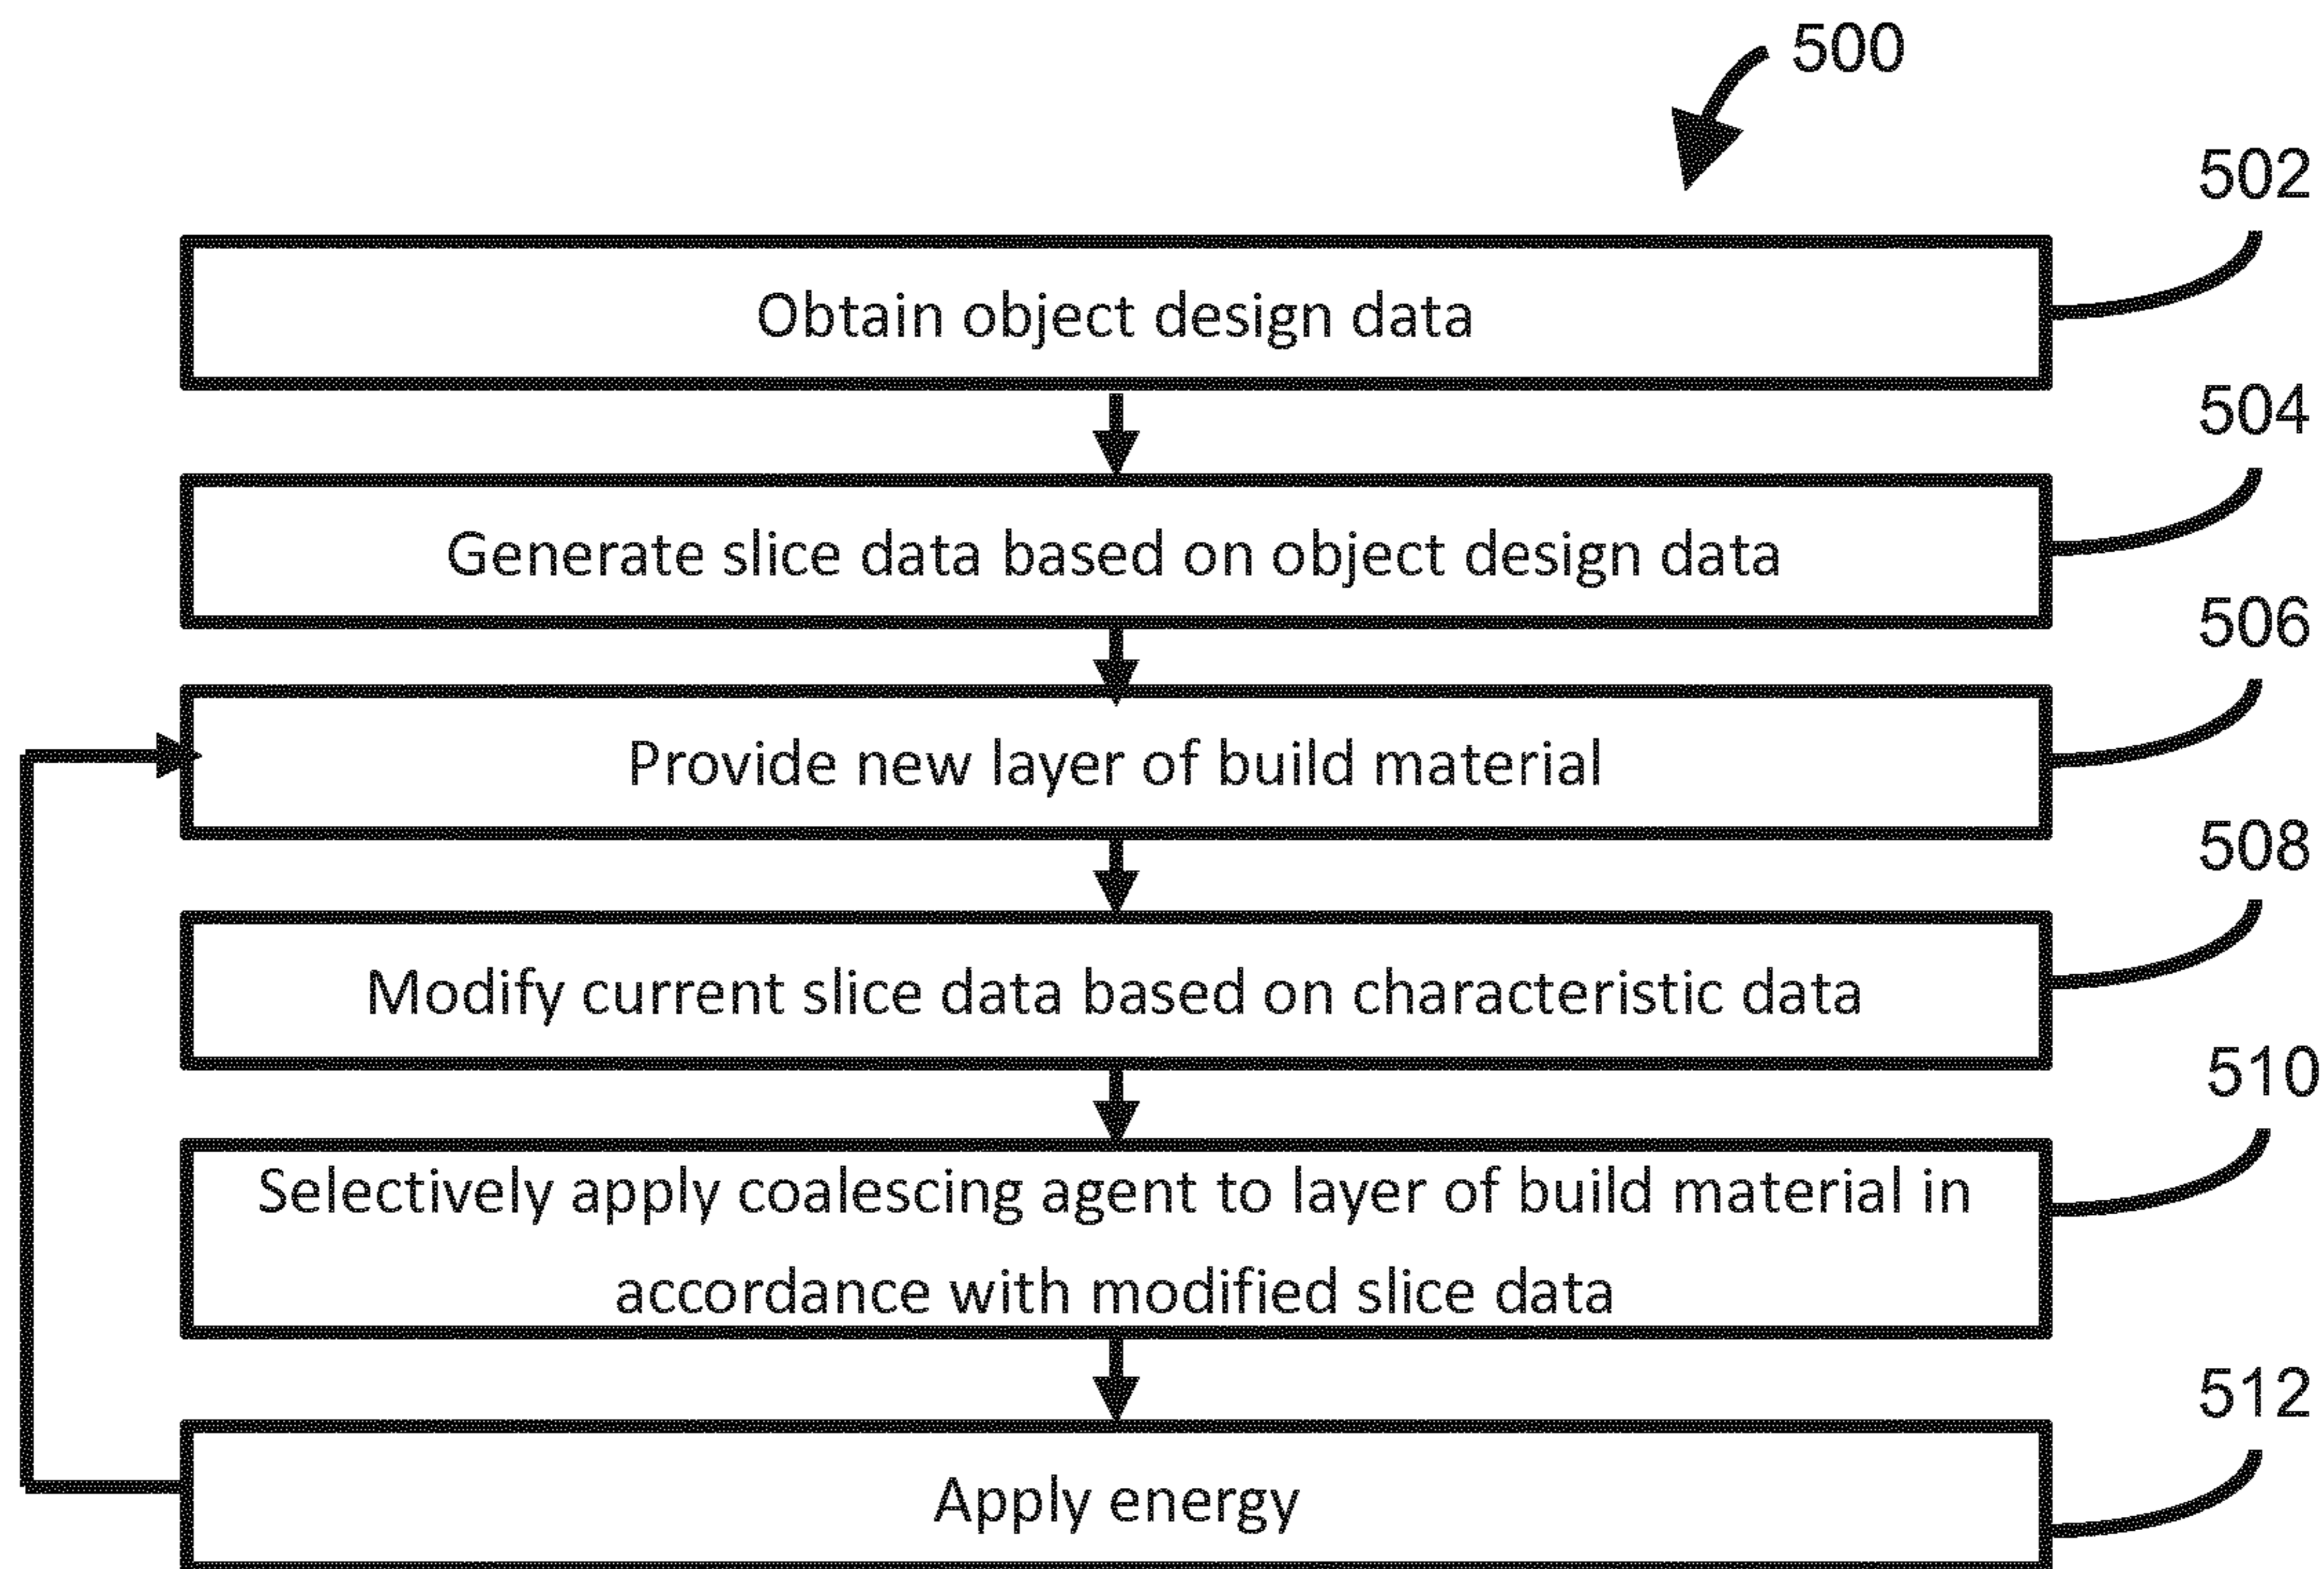 500
502
Obtain object design data
504
Generate slice data based on object design data
506
Provide new layer of build material
508
Modify current slice data based on characteristic data
510
Selectively apply coalescing agent to layer of build material in
accordance with modified slice data
512
Apply energy